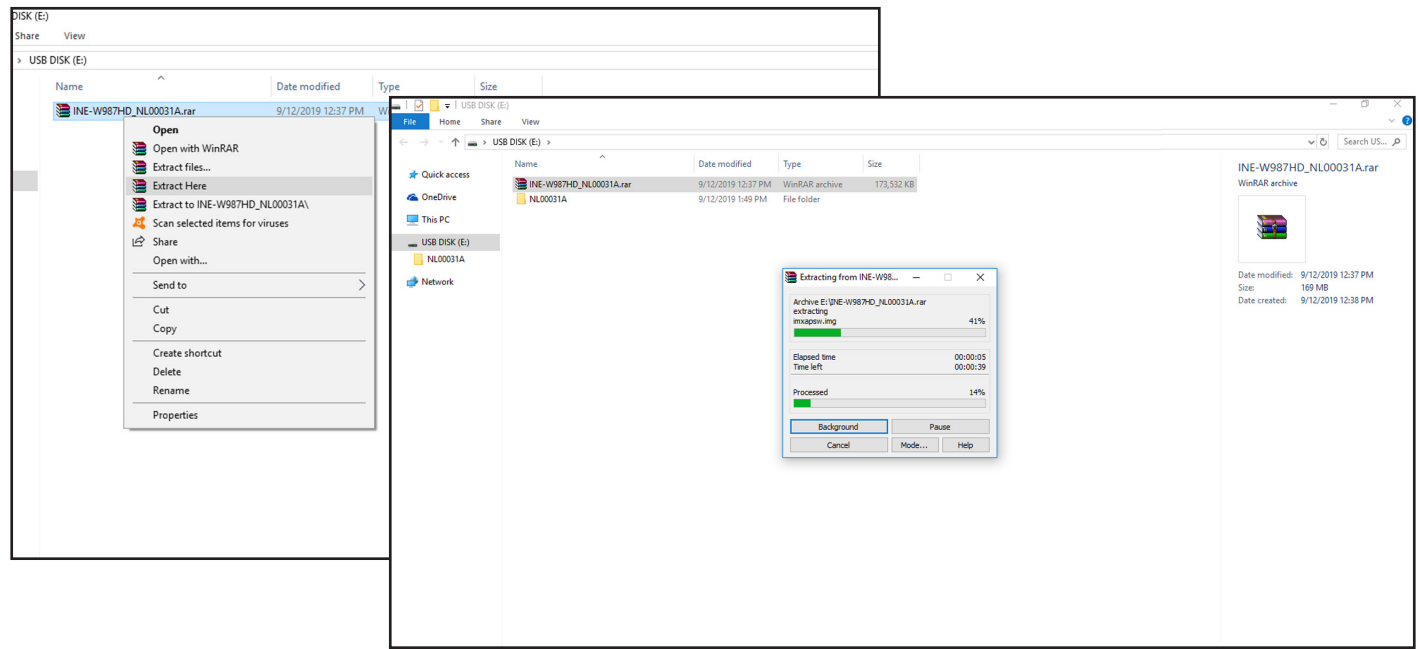 DISK (E:)
Share View
› USB DISK (E:)
Name Date modified Type Size
INE-W987HD_NL00031A.rar 9/12/2019 12:37 PM
Open
Open with WinRAR
Extract files...
Extract Here
Extract to INE-W987HD_NL00031A\
Scan selected items for viruses
Share
Open with...
Send to
Cut
Copy
Create shortcut
Delete
Rename
Properties
USB DISK (E:)
File Home Share View
› USB DISK (E:) › Search US...
Name Date modified Type Size
INE-W987HD_NL00031A.rar 9/12/2019 12:37 PM WinRAR archive 173,532 KB
NL00031A 9/12/2019 1:49 PM File folder
Quick access
OneDrive
This PC
USB DISK (E:)
NL00031A
Network
Extracting from INE-W98...
Archive E:\INE-W987HD_NL00031A.rar
extracting
imxapsw.img 41%
Elapsed time 00:00:05
Time left 00:00:39
Processed 14%
Background Pause
Cancel Mode... Help
INE-W987HD_NL00031A.rar
WinRAR archive
Date modified: 9/12/2019 12:37 PM
Size: 169 MB
Date created: 9/12/2019 12:38 PM